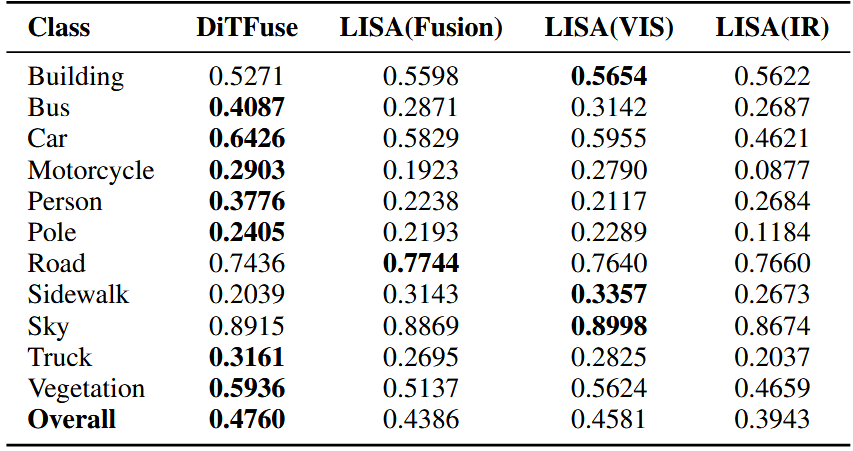 Class DiTFuse LISA(Fusion) LISA(VIS) LISA(IR)
Building 0.5271 0.5598 0.5654 0.5622
Bus 0.4087 0.2871 0.3142 0.2687
Car 0.6426 0.5829 0.5955 0.4621
Motorcycle 0.2903 0.1923 0.2790 0.0877
Person 0.3776 0.2238 0.2117 0.2684
Pole 0.2405 0.2193 0.2289 0.1184
Road 0.7436 0.7744 0.7640 0.7660
Sidewalk 0.2039 0.3143 0.3357 0.2673
Sky 0.8915 0.8869 0.8998 0.8674
Truck 0.3161 0.2695 0.2825 0.2037
Vegetation 0.5936 0.5137 0.5624 0.4659
Overall 0.4760 0.4386 0.4581 0.3943